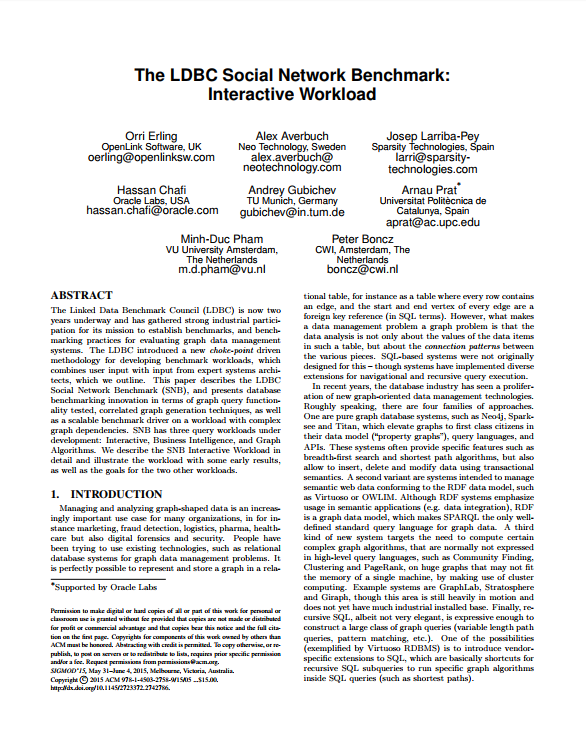 The LDBC Social Network Benchmark:
Interactive Workload
Orri Erling
OpenLink Software, UK
oerling@openlinksw.com
Alex Averbuch
Neo Technology, Sweden
alex.averbuch@
neotechnology.com
Josep Larriba-Pey
Sparsity Technologies, Spain
larri@sparsity-
technologies.com
Hassan Chafi
Oracle Labs, USA
hassan.chafi@oracle.com
Andrey Gubichev
TU Munich, Germany
gubichev@in.tum.de
Arnau Prat*
Universitat Politècnica de
Catalunya, Spain
aprat@ac.upc.edu
Minh-Duc Pham
VU University Amsterdam,
The Netherlands
m.d.pham@vu.nl
Peter Boncz
CWI, Amsterdam, The
Netherlands
boncz@cwi.nl
ABSTRACT
The Linked Data Benchmark Council (LDBC) is now two
years underway and has gathered strong industrial partici-
pation for its mission to establish benchmarks, and bench-
marking practices for evaluating graph data management
systems. The LDBC introduced a new choke-point driven
methodology for developing benchmark workloads, which
combines user input with input from expert systems archi-
tects, which we outline. This paper describes the LDBC
Social Network Benchmark (SNB), and presents database
benchmarking innovation in terms of graph query function-
ality tested, correlated graph generation techniques, as well
as a scalable benchmark driver on a workload with complex
graph dependencies. SNB has three query workloads under
development: Interactive, Business Intelligence, and Graph
Algorithms. We describe the SNB Interactive Workload in
detail and illustrate the workload with some early results,
as well as the goals for the two other workloads.
1. INTRODUCTION
Managing and analyzing graph-shaped data is an increas-
ingly important use case for many organizations, in for in-
stance marketing, fraud detection, logistics, pharma, health-
care but also digital forensics and security. People have
been trying to use existing technologies, such as relational
database systems for graph data management problems. It
is perfectly possible to represent and store a graph in a rela-
*Supported by Oracle Labs
Permission to make digital or hard copies of all or part of this work for personal or
classroom use is granted without fee provided that copies are not made or distributed
for profit or commercial advantage and that copies bear this notice and the full cita-
tion on the first page. Copyrights for components of this work owned by others than
ACM must be honored. Abstracting with credit is permitted. To copy otherwise, or re-
publish, to post on servers or to redistribute to lists, requires prior specific permission
and/or a fee. Request permissions from permissions@acm.org.
SIGMOD'15, May 31–June 4, 2015, Melbourne, Victoria, Australia.
Copyright © 2015 ACM 978-1-4503-2758-9/15/05 ...$15.00.
http://dx.doi.org/10.1145/2723372.2742786.
tional table, for instance as a table where every row contains
an edge, and the start and end vertex of every edge are a
foreign key reference (in SQL terms). However, what makes
a data management problem a graph problem is that the
data analysis is not only about the values of the data items
in such a table, but about the connection patterns between
the various pieces. SQL-based systems were not originally
designed for this – though systems have implemented diverse
extensions for navigational and recursive query execution.
In recent years, the database industry has seen a prolifer-
ation of new graph-oriented data management technologies.
Roughly speaking, there are four families of approaches.
One are pure graph database systems, such as Neo4j, Spark-
see and Titan, which elevate graphs to first class citizens in
their data model ("property graphs"), query languages, and
APIs. These systems often provide specific features such as
breadth-first search and shortest path algorithms, but also
allow to insert, delete and modify data using transactional
semantics. A second variant are systems intended to manage
semantic web data conforming to the RDF data model, such
as Virtuoso or OWLIM. Although RDF systems emphasize
usage in semantic applications (e.g. data integration), RDF
is a graph data model, which makes SPARQL the only well-
defined standard query language for graph data. A third
kind of new system targets the need to compute certain
complex graph algorithms, that are normally not expressed
in high-level query languages, such as Community Finding,
Clustering and PageRank, on huge graphs that may not fit
the memory of a single machine, by making use of cluster
computing. Example systems are GraphLab, Stratosphere
and Giraph, though this area is still heavily in motion and
does not yet have much industrial installed base. Finally, re-
cursive SQL, albeit not very elegant, is expressive enough to
construct a large class of graph queries (variable length path
queries, pattern matching, etc.). One of the possibilities
(exemplified by Virtuoso RDBMS) is to introduce vendor-
specific extensions to SQL, which are basically shortcuts for
recursive SQL subqueries to run specific graph algorithms
inside SQL queries (such as shortest paths).